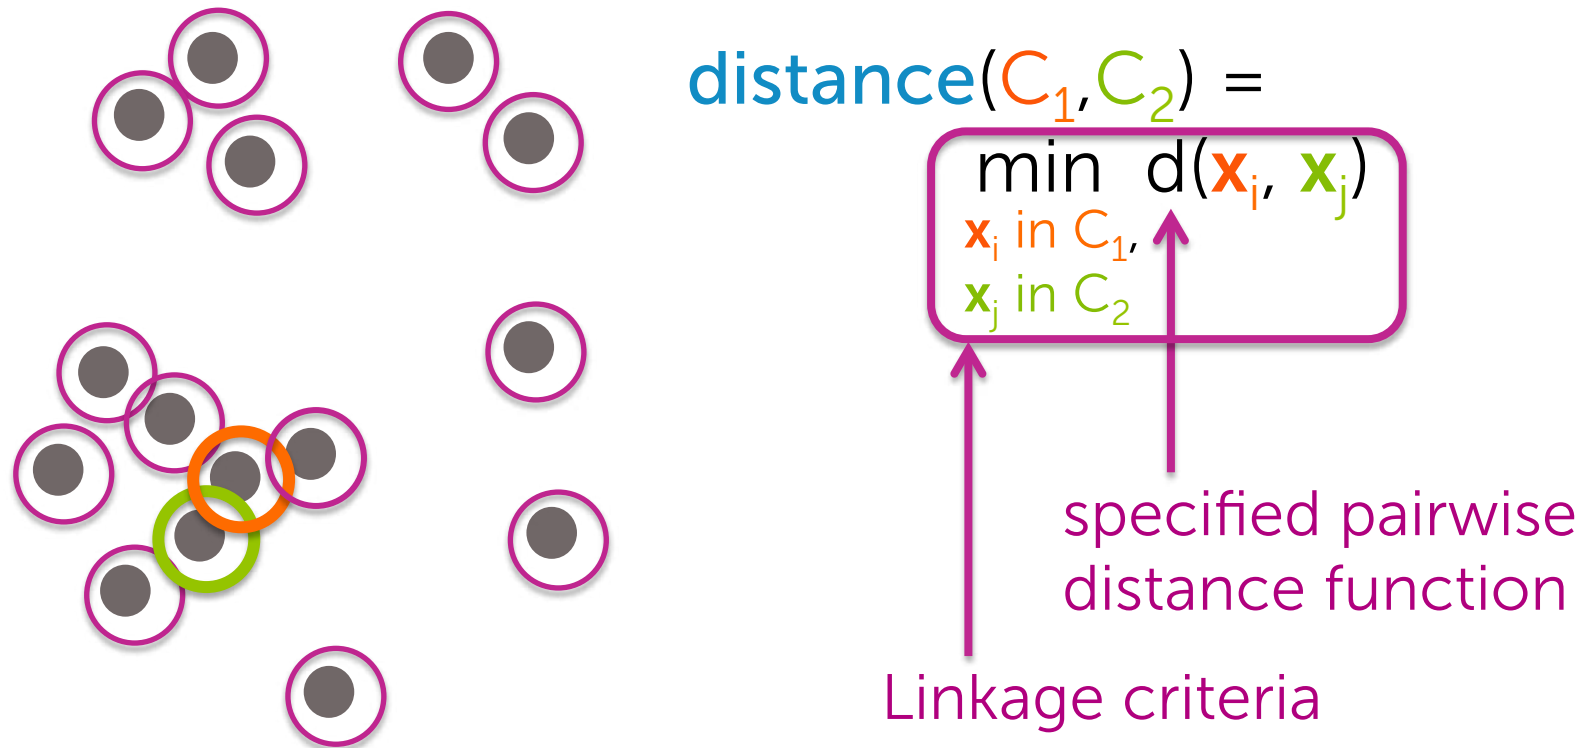 distance(C₁,C₂) =
min d(xᵢ, xⱼ)
xᵢ in C₁,
xⱼ in C₂
specified pairwise
distance function
Linkage criteria